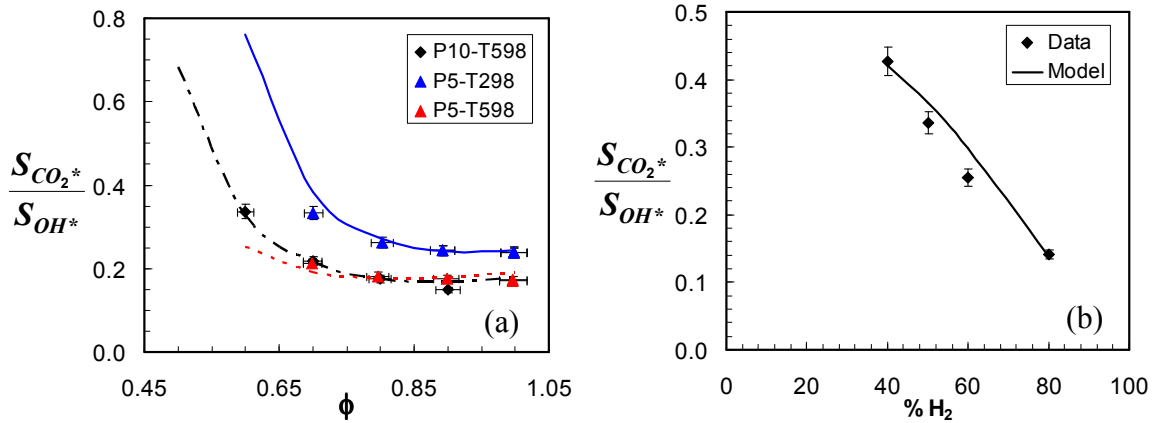 0.8
0.6
0.4
0.2
0.0
0.45
0.65
0.85
1.05
S_CO₂*
S_OH*
ϕ
P10-T598
P5-T298
P5-T598
(a)
0.5
0.4
0.3
0.2
0.1
0.0
0
20
40
60
80
100
S_CO₂*
S_OH*
% H₂
Data
Model
(b)